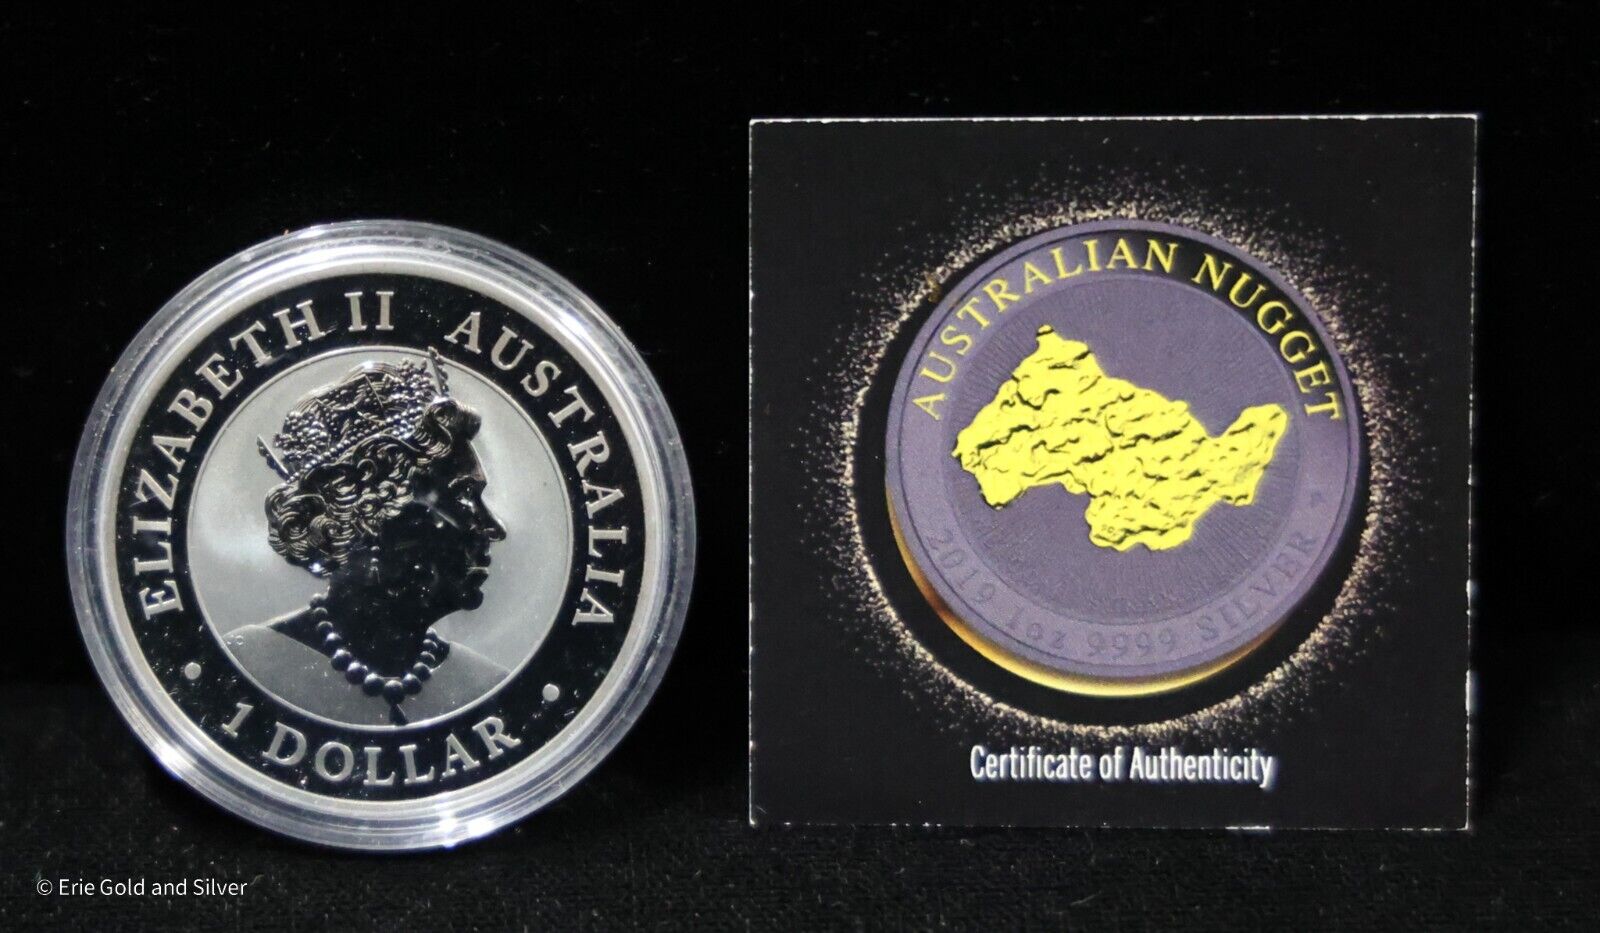 ELIZABETH II AUSTRALIA
• 1 DOLLAR •
AUSTRALIAN NUGGET
2019 1oz 9999 SILVER
Certificate of Authenticity
© Erie Gold and Silver